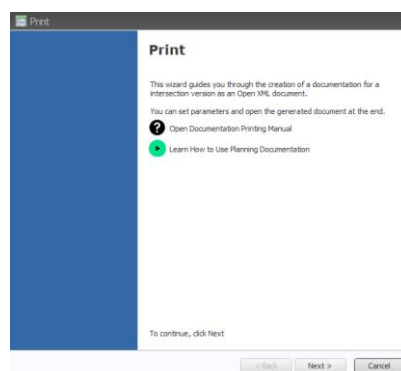 Print
Print
This wizard guides you through the creation of a documentation for a
intersection version as an Open XML document.
You can set parameters and open the generated document at the end.
Open Documentation Printing Manual
Learn How to Use Planning Documentation
To continue, click Next
< Back
Next >
Cancel